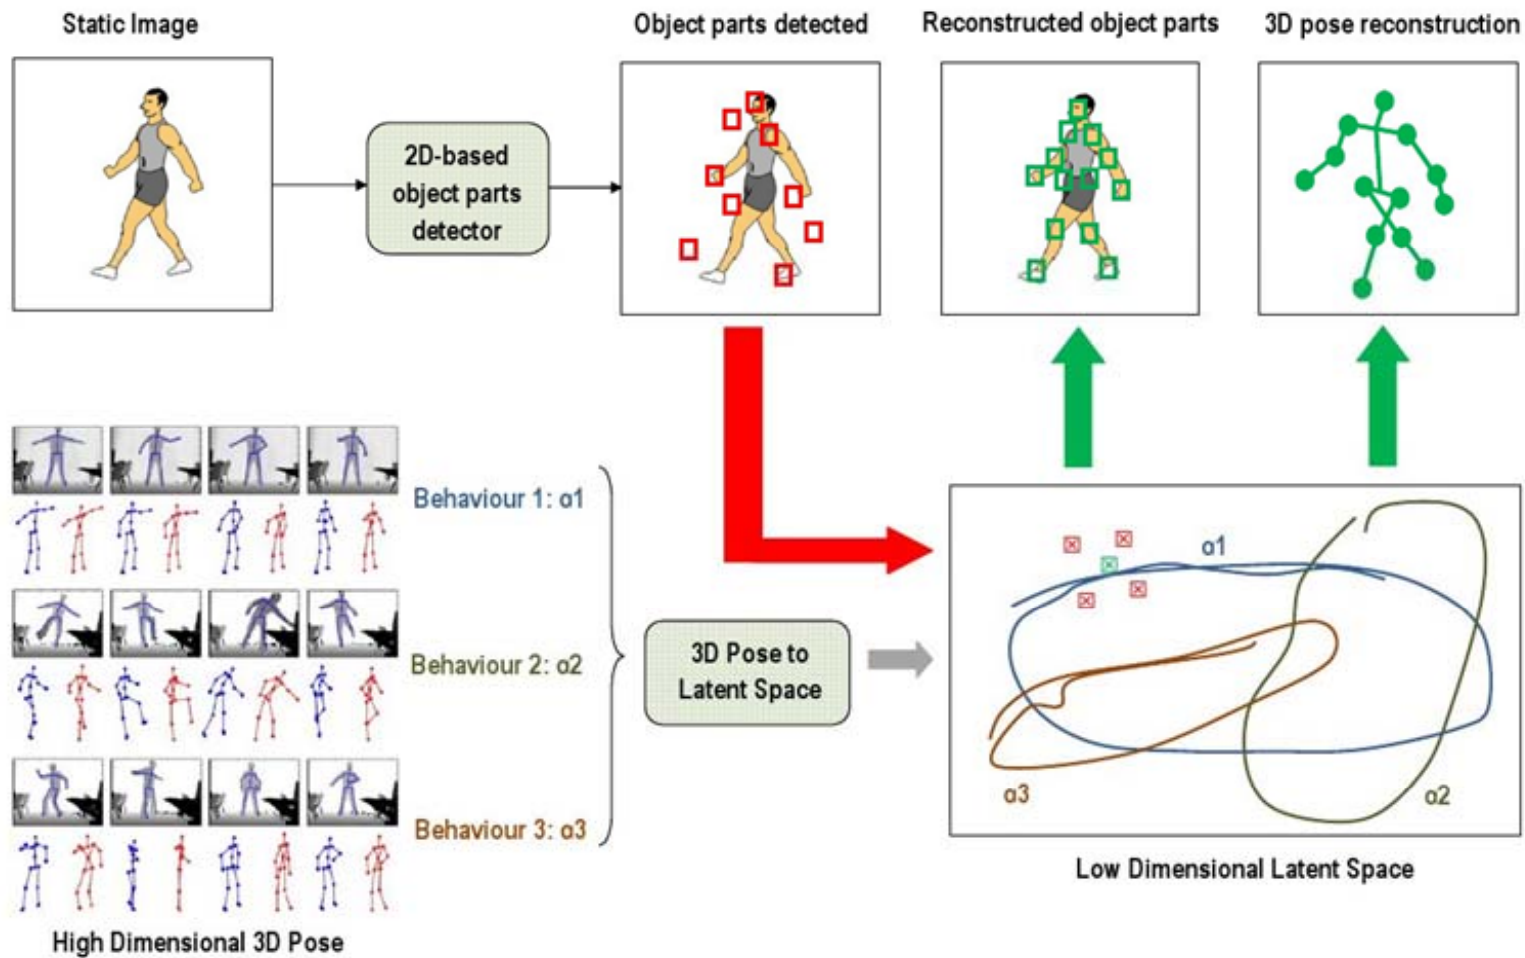 Static Image
Object parts detected
Reconstructed object parts
3D pose reconstruction
2D-based
object parts
detector
Behaviour 1: α1
Behaviour 2: α2
Behaviour 3: α3
3D Pose to
Latent Space
α1
α2
α3
Low Dimensional Latent Space
High Dimensional 3D Pose